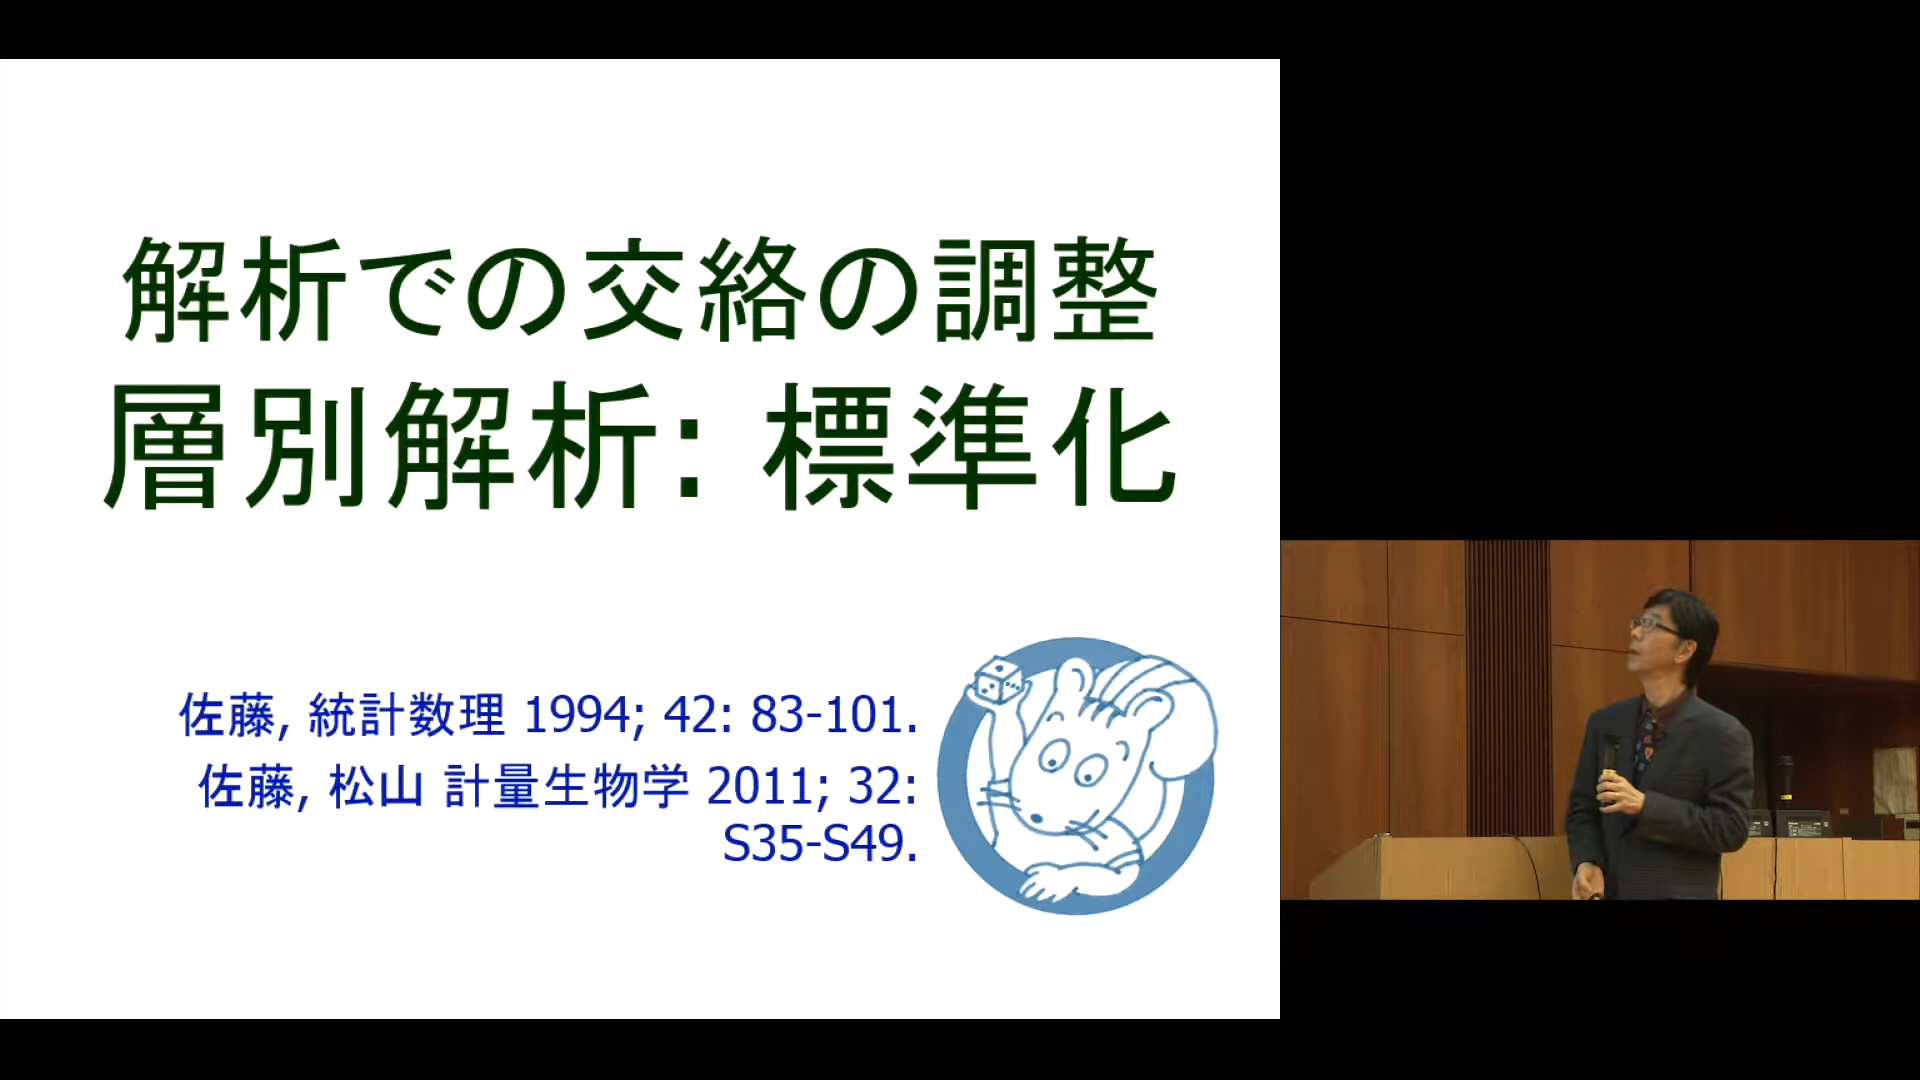 解析での交絡の調整
層別解析: 標準化
佐藤, 統計数理 1994; 42: 83-101.
佐藤, 松山 計量生物学 2011; 32:
S35-S49.